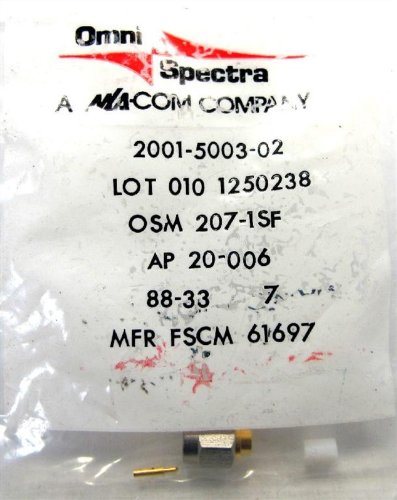 Omni
Spectra
A M/A-COM COMPANY
2001-5003-02
LOT 010 1250238
OSM 207-1SF
AP 20-006
88-33 7
MFR FSCM 61697